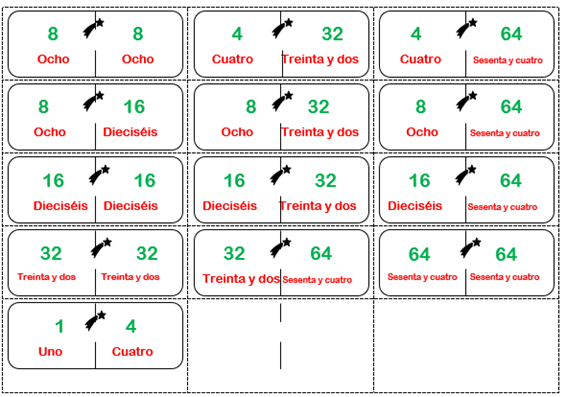 8 8 4 32 4 64
Ocho Ocho Cuatro Treinta y dos Cuatro Sesenta y cuatro
8 16 8 32 8 64
Ocho Dieciséis Ocho Treinta y dos Ocho Sesenta y cuatro
16 16 16 32 16 64
Dieciséis Dieciséis Dieciséis Treinta y dos Dieciséis Sesenta y cuatro
32 32 32 64 64 64
Treinta y dos Treinta y dos Treinta y dos Sesenta y cuatro Sesenta y cuatro Sesenta y cuatro
1 4
Uno Cuatro